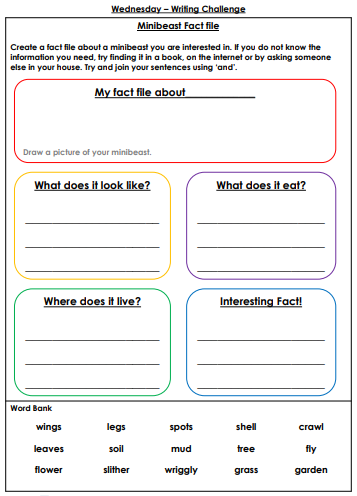 Wednesday – Writing Challenge
Minibeast Fact file
Create a fact file about a minibeast you are interested in. If you do not know the
information you need, try finding it in a book, on the internet or by asking someone
else in your house. Try and join your sentences using 'and'.
My fact file about____________
Draw a picture of your minibeast.
What does it look like? What does it eat?
Where does it live? Interesting Fact!
Word Bank
wings legs spots shell crawl
leaves soil mud tree fly
flower slither wriggly grass garden